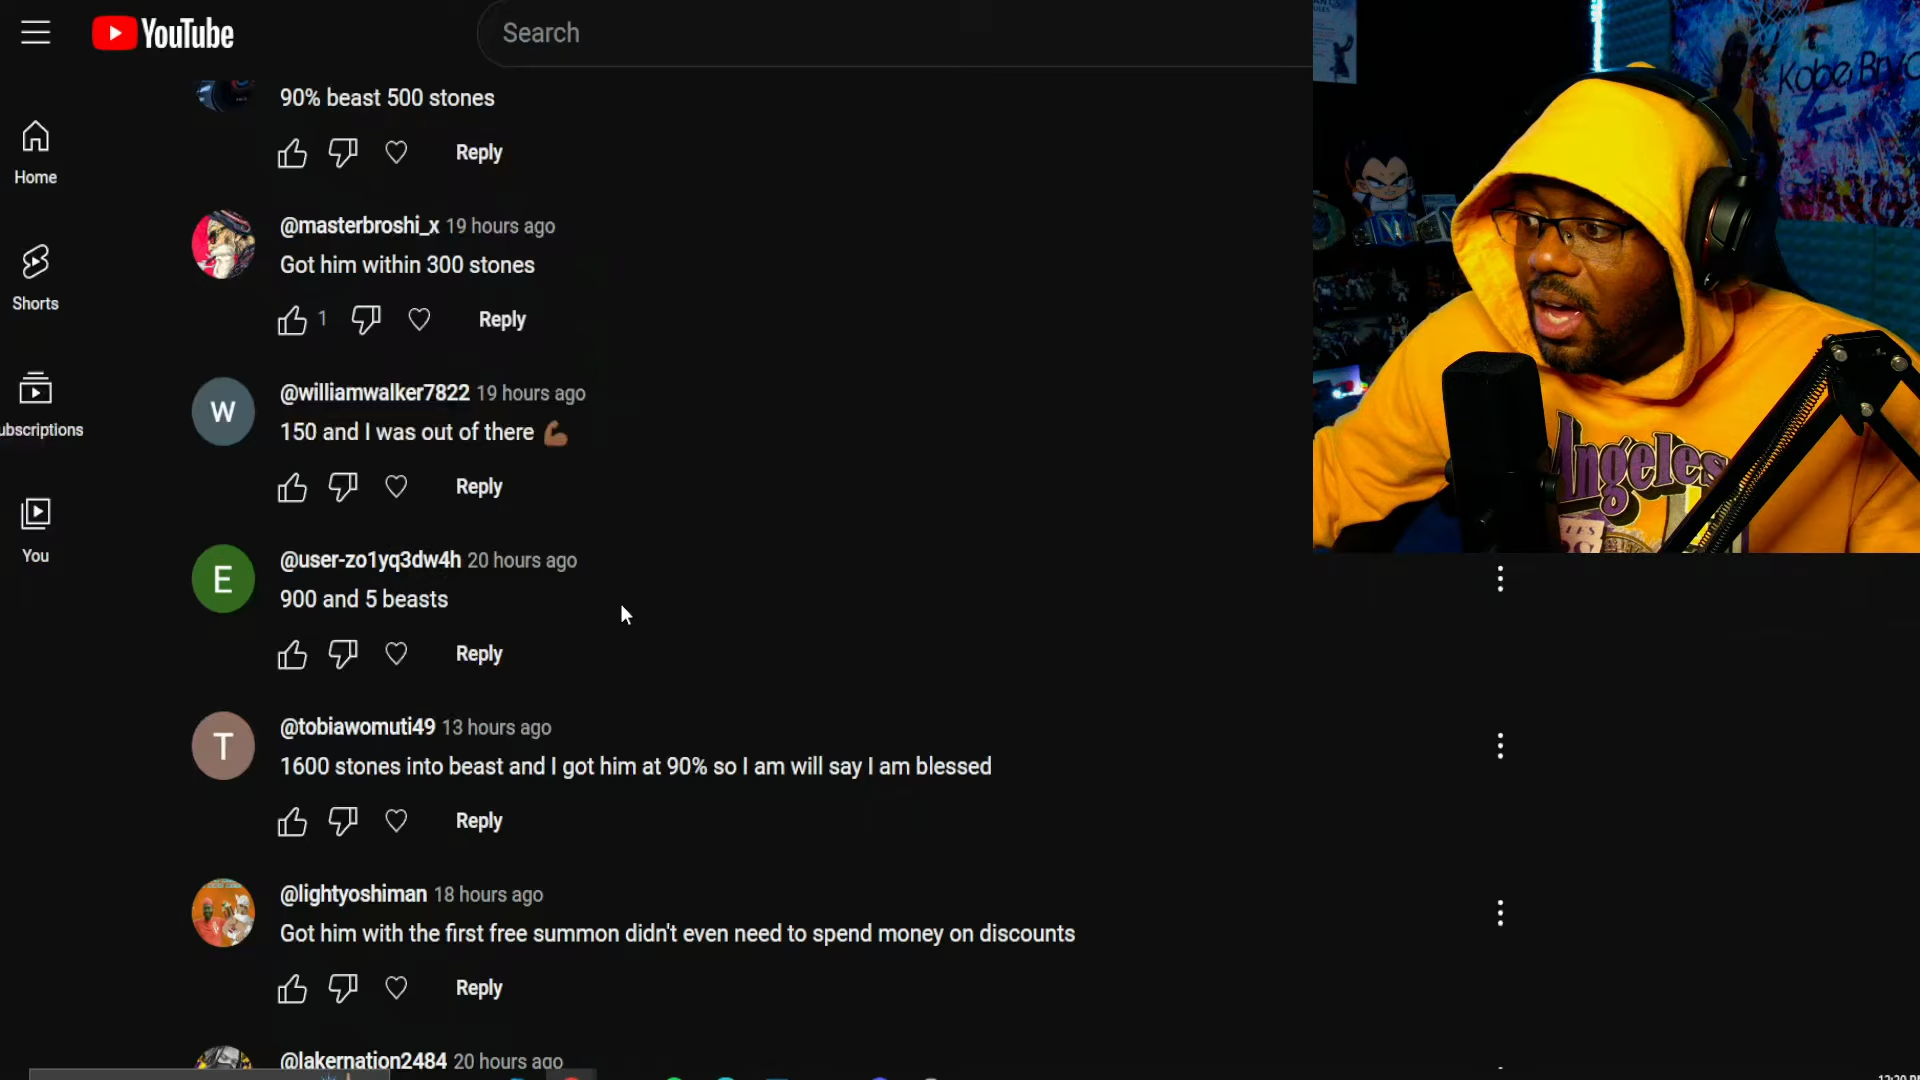 YouTube
Search
90% beast 500 stones
Reply
Home
@masterbroshi_x 19 hours ago
Got him within 300 stones
1
Reply
Shorts
@williamwalker7822 19 hours ago
W
150 and I was out of there 💪🏾
Reply
ubscriptions
@user-zo1yq3dw4h 20 hours ago
E
900 and 5 beasts
Reply
You
@tobiawomuti49 13 hours ago
T
1600 stones into beast and I got him at 90% so I am will say I am blessed
Reply
@lightyoshiman 18 hours ago
Got him with the first free summon didn't even need to spend money on discounts
Reply
@lakernation2484 20 hours ago
Kobe Brya
Angeles